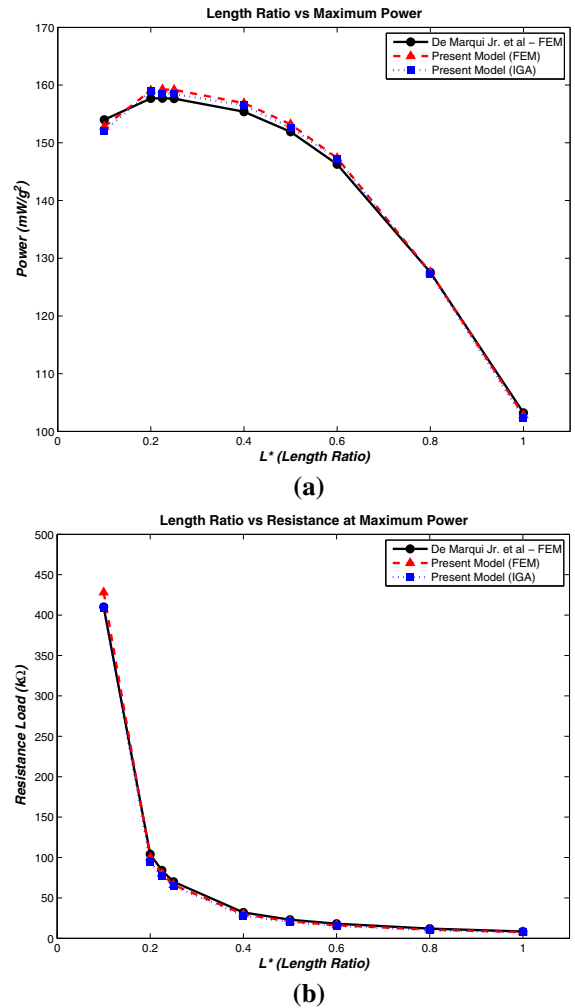 Length Ratio vs Maximum Power
170
160
150
140
130
120
110
100
Power (mW/g²)
De Marqui Jr. et al – FEM
Present Model (FEM)
Present Model (IGA)
0 0.2 0.4 0.6 0.8 1
L* (Length Ratio)
(a)
Length Ratio vs Resistance at Maximum Power
500
450
400
350
300
250
200
150
100
50
0
Resistance Load (kΩ)
De Marqui Jr. et al – FEM
Present Model (FEM)
Present Model (IGA)
0 0.2 0.4 0.6 0.8 1
L* (Length Ratio)
(b)